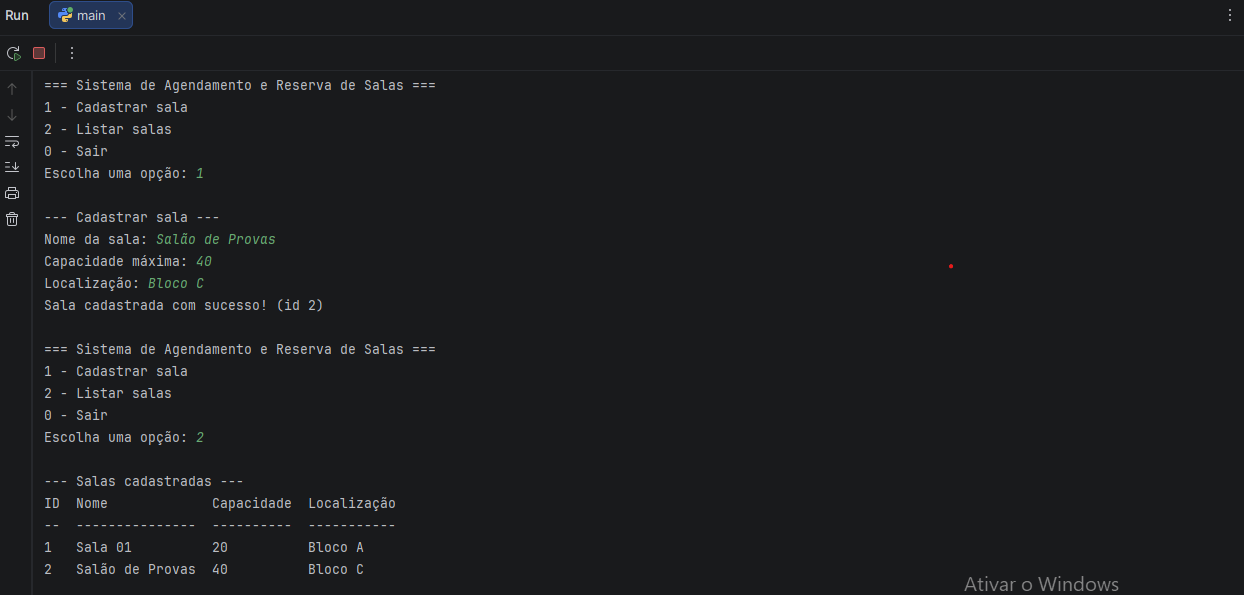 Run main
=== Sistema de Agendamento e Reserva de Salas ===
1 - Cadastrar sala
2 - Listar salas
0 - Sair
Escolha uma opção: 1
--- Cadastrar sala ---
Nome da sala: Salão de Provas
Capacidade máxima: 40
Localização: Bloco C
Sala cadastrada com sucesso! (id 2)
=== Sistema de Agendamento e Reserva de Salas ===
1 - Cadastrar sala
2 - Listar salas
0 - Sair
Escolha uma opção: 2
--- Salas cadastradas ---
ID  Nome             Capacidade  Localização
--  ---------------  ----------  -----------
1   Sala 01          20          Bloco A
2   Salão de Provas  40          Bloco C
Ativar o Windows